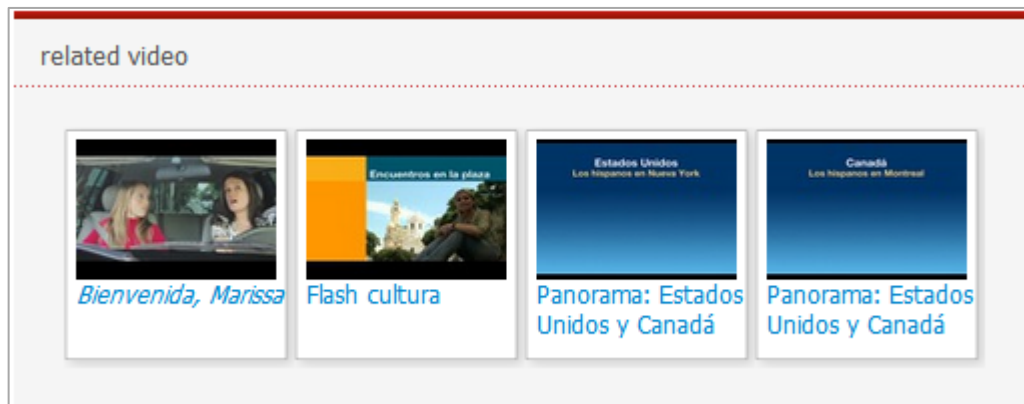 related video
Encuentros en la plaza
Estados Unidos
Los hispanos en Nueva York
Canadá
Los hispanos en Montreal
Bienvenida, Marissa
Flash cultura
Panorama: Estados
Unidos y Canadá
Panorama: Estados
Unidos y Canadá